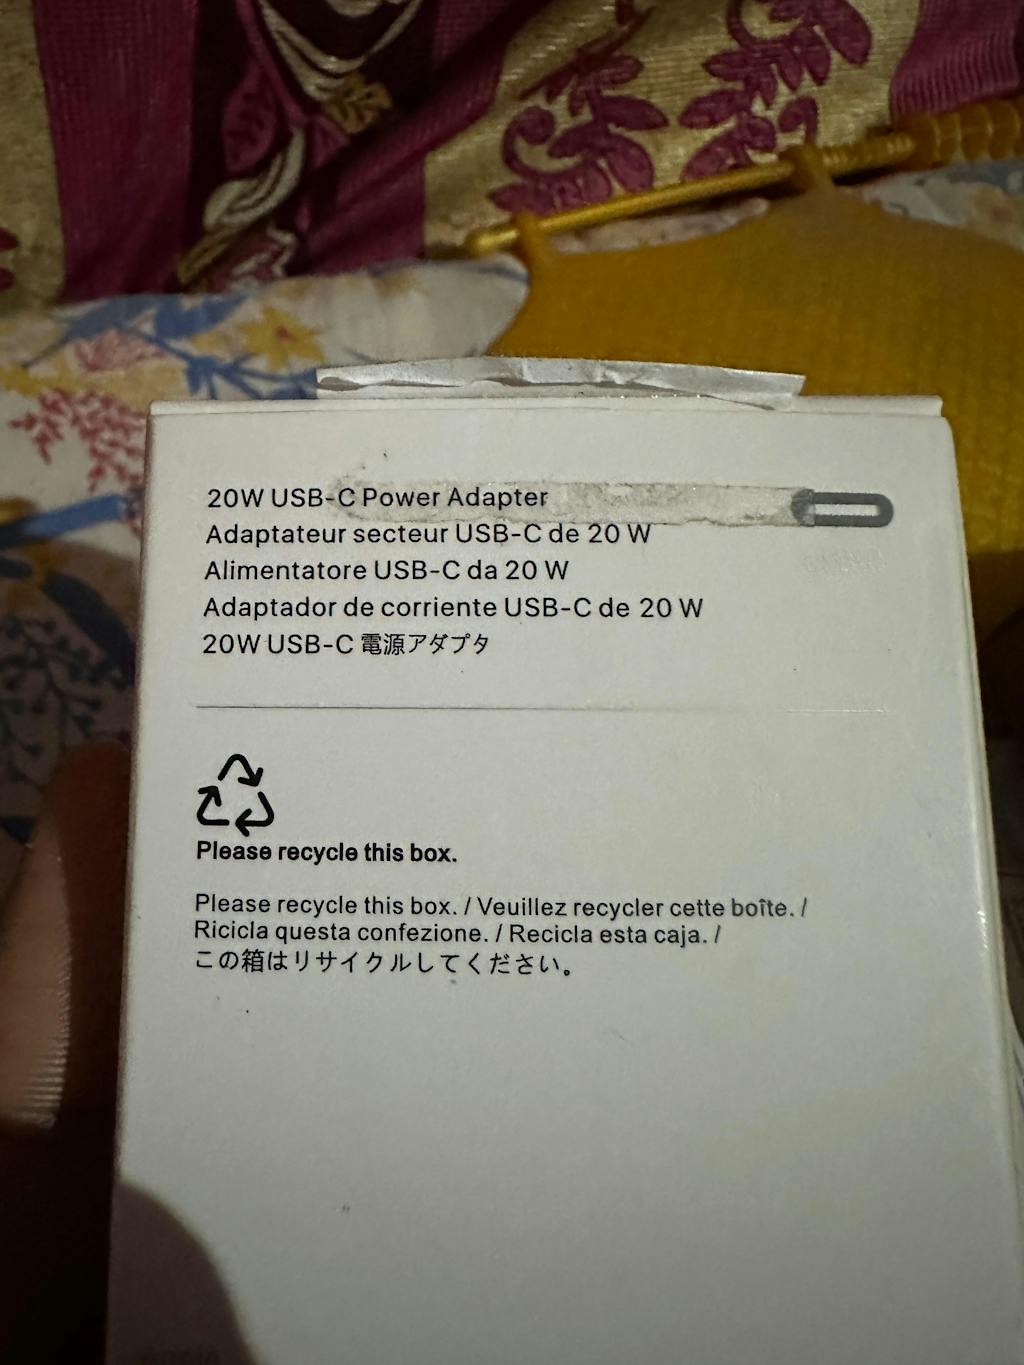 20W USB-C Power Adapter
Adaptateur secteur USB-C de 20 W
Alimentatore USB-C da 20 W
Adaptador de corriente USB-C de 20 W
20W USB-C 電源アダプタ
Please recycle this box.
Please recycle this box. / Veuillez recycler cette boîte. /
Ricicla questa confezione. / Recicla esta caja. /
この箱はリサイクルしてください。